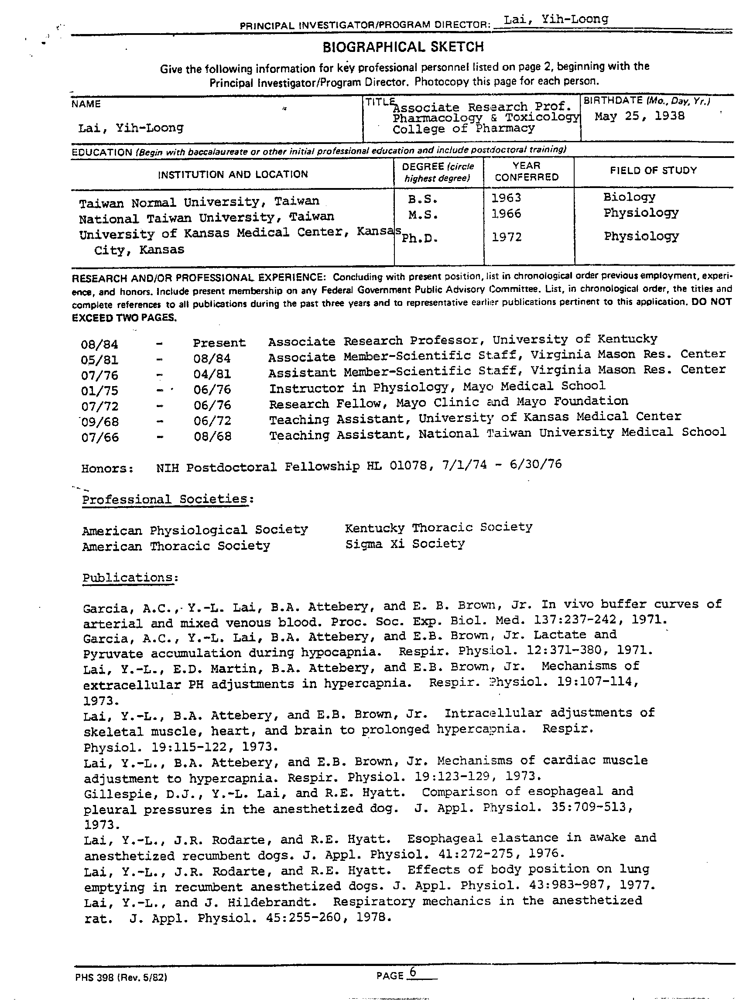 PRINCIPAL INVESTIGATOR/PROGRAM DIRECTOR: Lai, Yih-Loong
BIOGRAPHICAL SKETCH
Give the following information for key professional personnel listed on page 2, beginning with the
Principal Investigator/Program Director. Photocopy this page for each person.
NAME
Lai, Yih-Loong
TITLE
Associate Research Prof.
Pharmacology & Toxicology
College of Pharmacy
BIRTHDATE (Mo., Day, Yr.)
May 25, 1938
EDUCATION (Begin with baccalaureate or other initial professional education and include postdoctoral training)
INSTITUTION AND LOCATION DEGREE (circle highest degree) YEAR CONFERRED FIELD OF STUDY
Taiwan Normal University, Taiwan B.S. 1963 Biology
National Taiwan University, Taiwan M.S. 1966 Physiology
University of Kansas Medical Center, Kansas Ph.D. 1972 Physiology
City, Kansas
RESEARCH AND/OR PROFESSIONAL EXPERIENCE: Concluding with present position, list in chronological order previous employment, experi-
ence, and honors. Include present membership on any Federal Government Public Advisory Committee. List, in chronological order, the titles and
complete references to all publications during the past three years and to representative earlier publications pertinent to this application. DO NOT
EXCEED TWO PAGES.
08/84 - Present Associate Research Professor, University of Kentucky
05/81 - 08/84 Associate Member-Scientific Staff, Virginia Mason Res. Center
07/76 - 04/81 Assistant Member-Scientific Staff, Virginia Mason Res. Center
01/75 - 06/76 Instructor in Physiology, Mayo Medical School
07/72 - 06/76 Research Fellow, Mayo Clinic and Mayo Foundation
09/68 - 06/72 Teaching Assistant, University of Kansas Medical Center
07/66 - 08/68 Teaching Assistant, National Taiwan University Medical School
Honors: NIH Postdoctoral Fellowship HL 01078, 7/1/74 - 6/30/76
Professional Societies:
American Physiological Society Kentucky Thoracic Society
American Thoracic Society Sigma Xi Society
Publications:
Garcia, A.C., Y.-L. Lai, B.A. Attebery, and E. B. Brown, Jr. In vivo buffer curves of
arterial and mixed venous blood. Proc. Soc. Exp. Biol. Med. 137:237-242, 1971.
Garcia, A.C., Y.-L. Lai, B.A. Attebery, and E.B. Brown, Jr. Lactate and
Pyruvate accumulation during hypocapnia. Respir. Physiol. 12:371-380, 1971.
Lai, Y.-L., E.D. Martin, B.A. Attebery, and E.B. Brown, Jr. Mechanisms of
extracellular PH adjustments in hypercapnia. Respir. Physiol. 19:107-114,
1973.
Lai, Y.-L., B.A. Attebery, and E.B. Brown, Jr. Intracellular adjustments of
skeletal muscle, heart, and brain to prolonged hypercapnia. Respir.
Physiol. 19:115-122, 1973.
Lai, Y.-L., B.A. Attebery, and E.B. Brown, Jr. Mechanisms of cardiac muscle
adjustment to hypercapnia. Respir. Physiol. 19:123-129, 1973.
Gillespie, D.J., Y.-L. Lai, and R.E. Hyatt. Comparison of esophageal and
pleural pressures in the anesthetized dog. J. Appl. Physiol. 35:709-513,
1973.
Lai, Y.-L., J.R. Rodarte, and R.E. Hyatt. Esophageal elastance in awake and
anesthetized recumbent dogs. J. Appl. Physiol. 41:272-275, 1976.
Lai, Y.-L., J.R. Rodarte, and R.E. Hyatt. Effects of body position on lung
emptying in recumbent anesthetized dogs. J. Appl. Physiol. 43:983-987, 1977.
Lai, Y.-L., and J. Hildebrandt. Respiratory mechanics in the anesthetized
rat. J. Appl. Physiol. 45:255-260, 1978.
PHS 398 (Rev. 5/82) PAGE 6